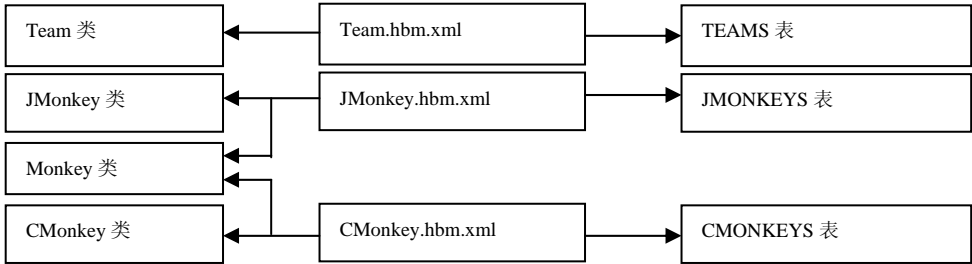 Team 类
Team.hbm.xml
TEAMS 表
JMonkey 类
JMonkey.hbm.xml
JMONKEYS 表
Monkey 类
CMonkey 类
CMonkey.hbm.xml
CMONKEYS 表